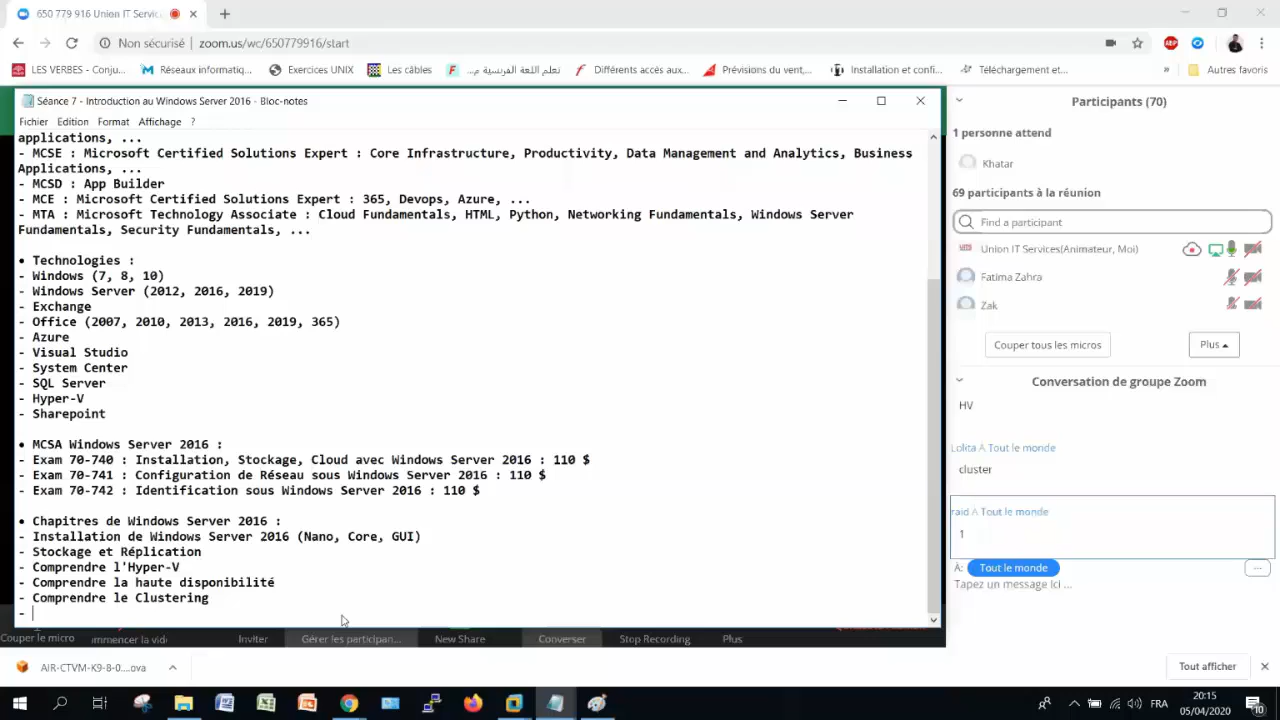 650 779 916 Union IT Servic
Non sécurisé
zoom.us/wc/650779916/start
LES VERBES - Conju...
Réseaux informatiq...
Exercices UNIX
Les câbles
تعلم اللغة الفرنسية م...
Différents accès aux...
Prévisions du vent,...
Installation et confi...
Téléchargement et...
»
Autres favoris
Séance 7 - Introduction au Windows Server 2016 - Bloc-notes
Fichier Edition Format Affichage ?
applications, ...
- MCSE : Microsoft Certified Solutions Expert : Core Infrastructure, Productivity, Data Management and Analytics, Business
Applications, ...
- MCSD : App Builder
- MCE : Microsoft Certified Solutions Expert : 365, Devops, Azure, ...
- MTA : Microsoft Technology Associate : Cloud Fundamentals, HTML, Python, Networking Fundamentals, Windows Server
Fundamentals, Security Fundamentals, ...
• Technologies :
- Windows (7, 8, 10)
- Windows Server (2012, 2016, 2019)
- Exchange
- Office (2007, 2010, 2013, 2016, 2019, 365)
- Azure
- Visual Studio
- System Center
- SQL Server
- Hyper-V
- Sharepoint
• MCSA Windows Server 2016 :
- Exam 70-740 : Installation, Stockage, Cloud avec Windows Server 2016 : 110 $
- Exam 70-741 : Configuration de Réseau sous Windows Server 2016 : 110 $
- Exam 70-742 : Identification sous Windows Server 2016 : 110 $
• Chapitres de Windows Server 2016 :
- Installation de Windows Server 2016 (Nano, Core, GUI)
- Stockage et Réplication
- Comprendre l'Hyper-V
- Comprendre la haute disponibilité
- Comprendre le Clustering
-
Participants (70)
1 personne attend
Khatar
69 participants à la réunion
Find a participant
Union IT Services(Animateur, Moi)
Fatima Zahra
Zak
Couper tous les micros
Plus
Conversation de groupe Zoom
HV
Lolita A Tout le monde
cluster
raid A Tout le monde
1
À: Tout le monde
...
Tapez un message ici ...
Couper le micro
ımmencer la vidé
Inviter
Gérer les participan...
New Share
Converser
Stop Recording
Plus
AIR-CTVM-K9-8-0....ova
Tout afficher
FRA
20:15
05/04/2020
10